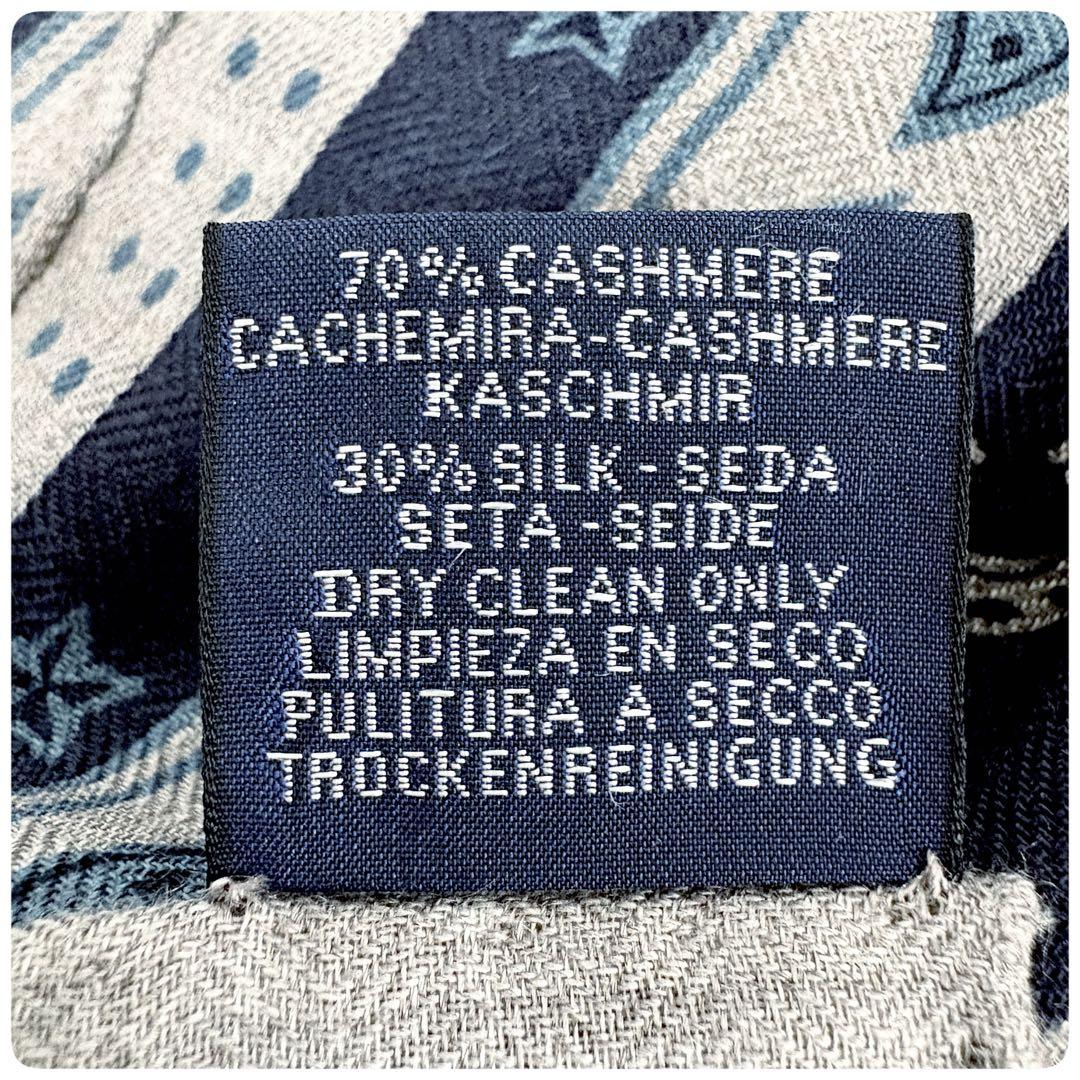 70% CASHMERE
CACHEMIRA-CASHMERE
KASCHMIR
30% SILK - SEDA
SETA - SEIDE
DRY CLEAN ONLY
LIMPIEZA EN SECO
PULITURA A SECCO
TROCKENREINIGUNG